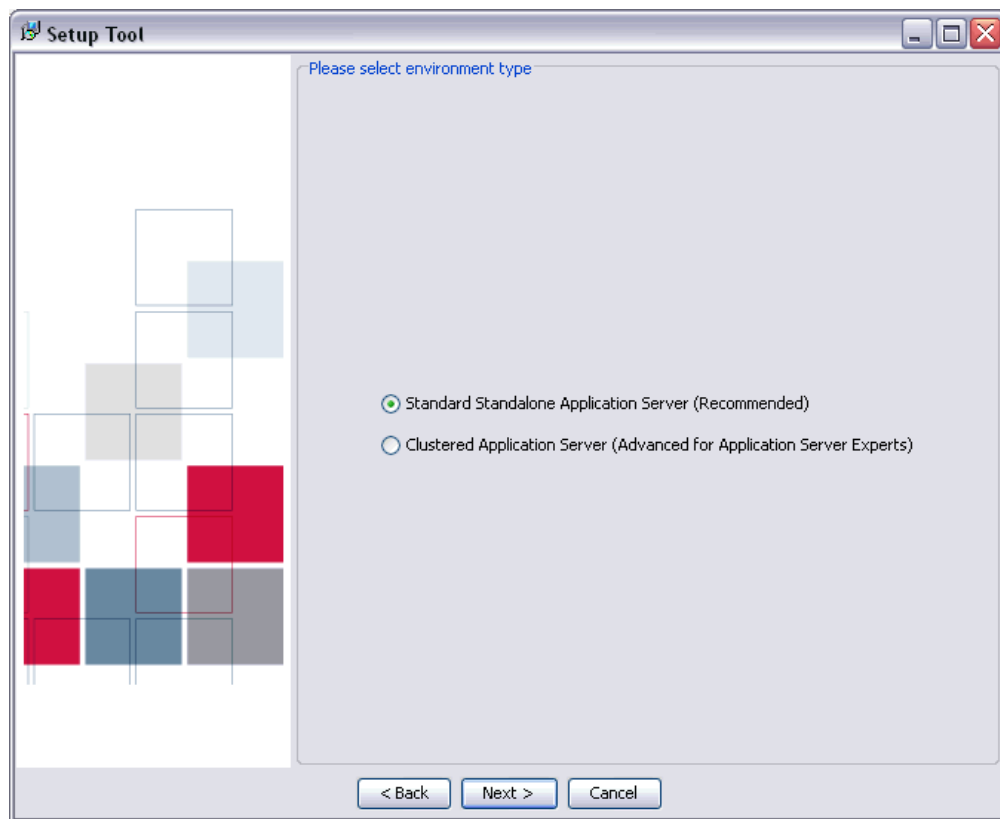 Setup Tool
Please select environment type
Standard Standalone Application Server (Recommended)
Clustered Application Server (Advanced for Application Server Experts)
< Back
Next >
Cancel